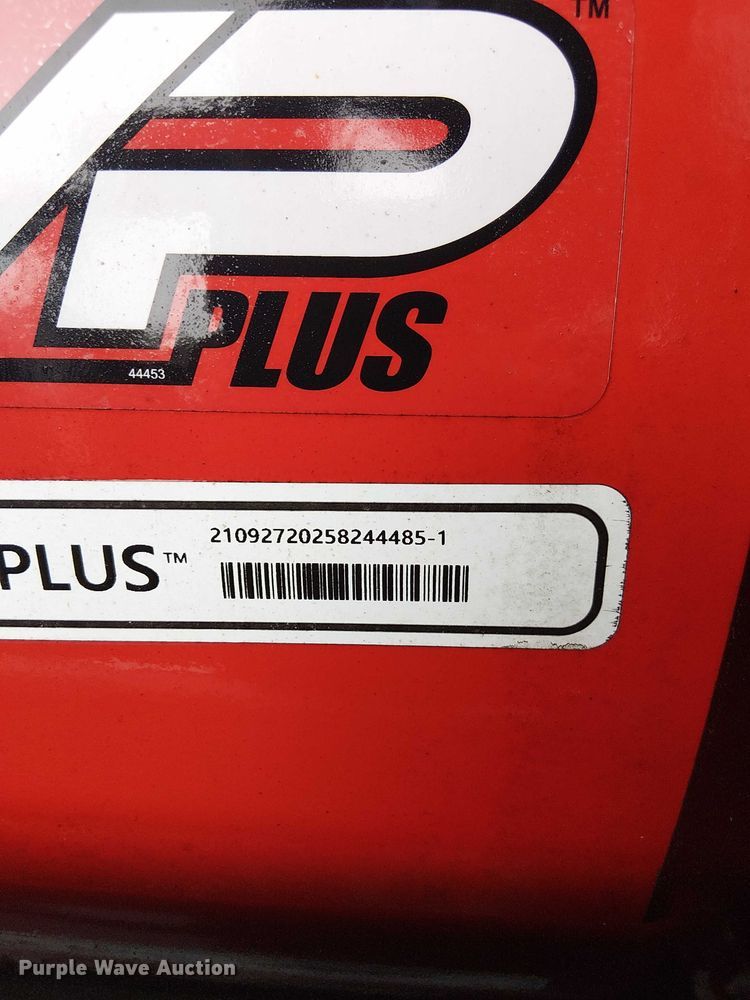 TM
PLUS
44453
PLUS™ 21092720258244485-1
Purple Wave Auction